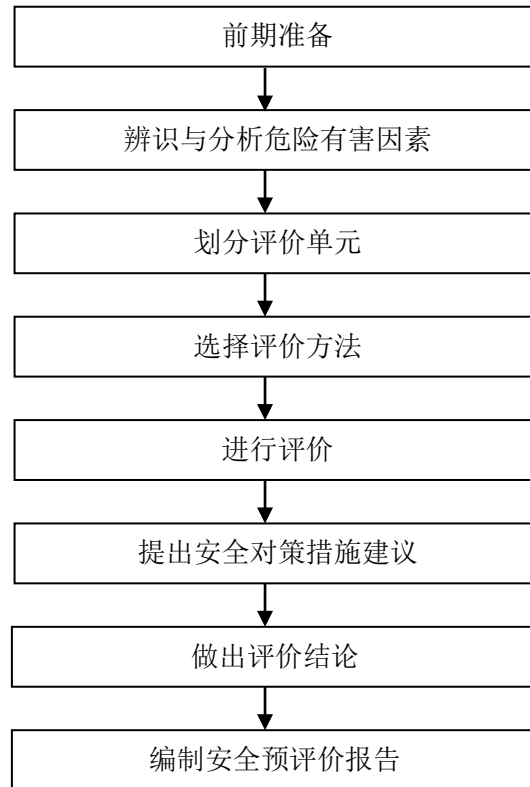 前期准备
辨识与分析危险有害因素
划分评价单元
选择评价方法
进行评价
提出安全对策措施建议
做出评价结论
编制安全预评价报告